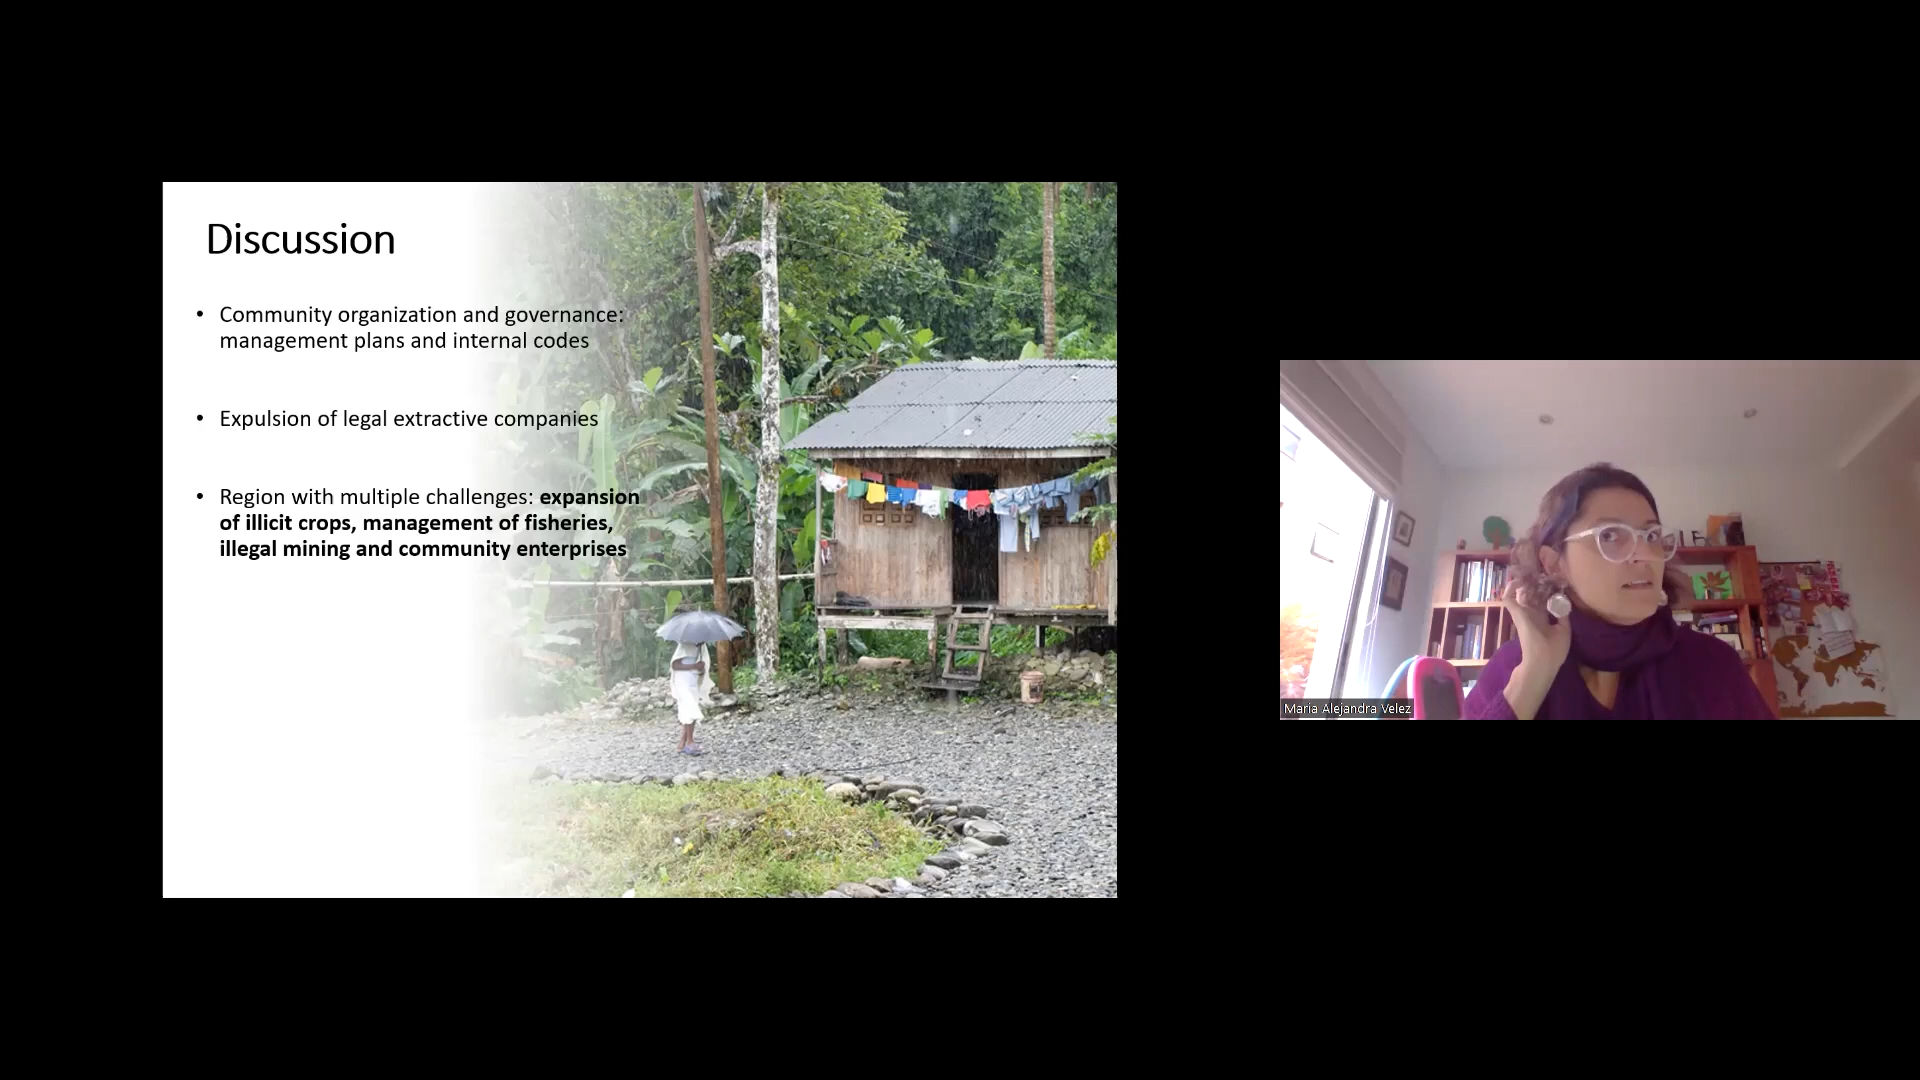 Discussion
• Community organization and governance:
management plans and internal codes
• Expulsion of legal extractive companies
• Region with multiple challenges: expansion
of illicit crops, management of fisheries,
illegal mining and community enterprises
Maria Alejandra Velez